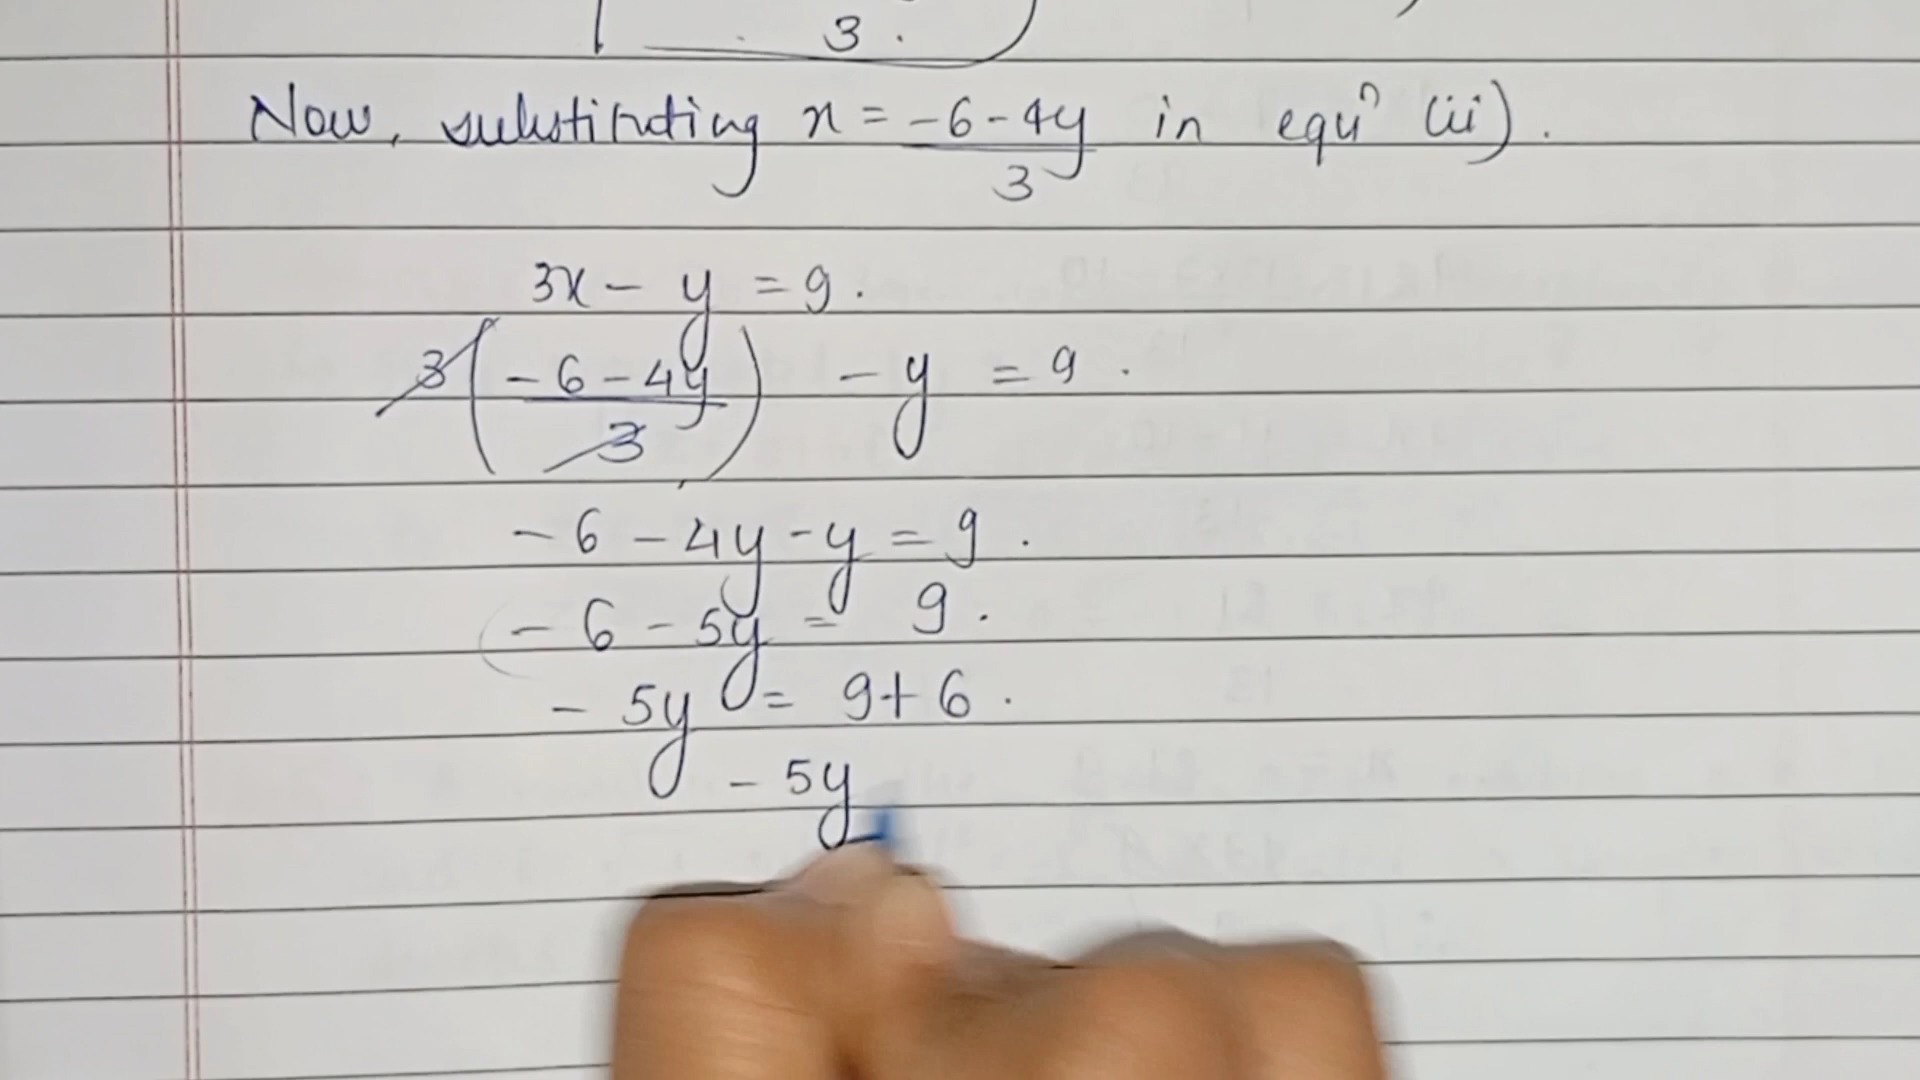 3.
Now, substituting x = -6-4y/3 in equⁿ (iii).
3x - y = 9.
3(-6-4y/3) - y = 9.
-6-4y-y = 9.
-6-5y = 9.
-5y = 9+6.
-5y